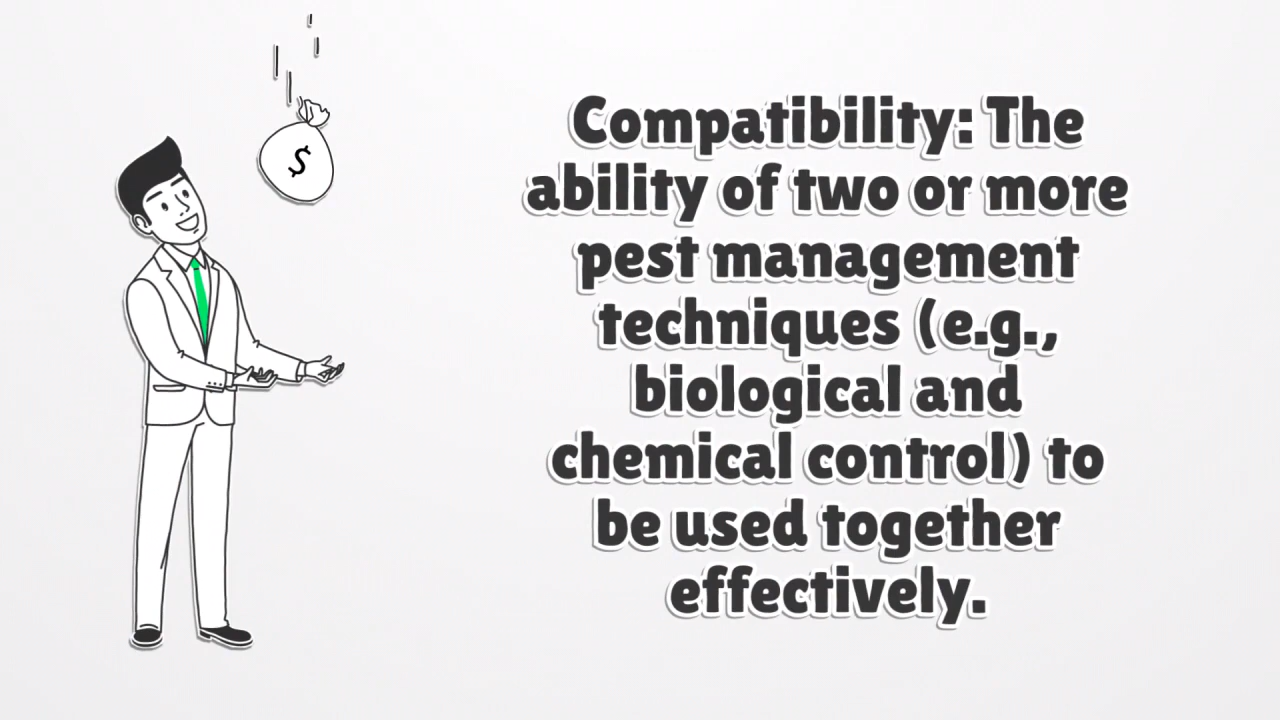 $
Compatibility: The
ability of two or more
pest management
techniques (e.g.,
biological and
chemical control) to
be used together
effectively.